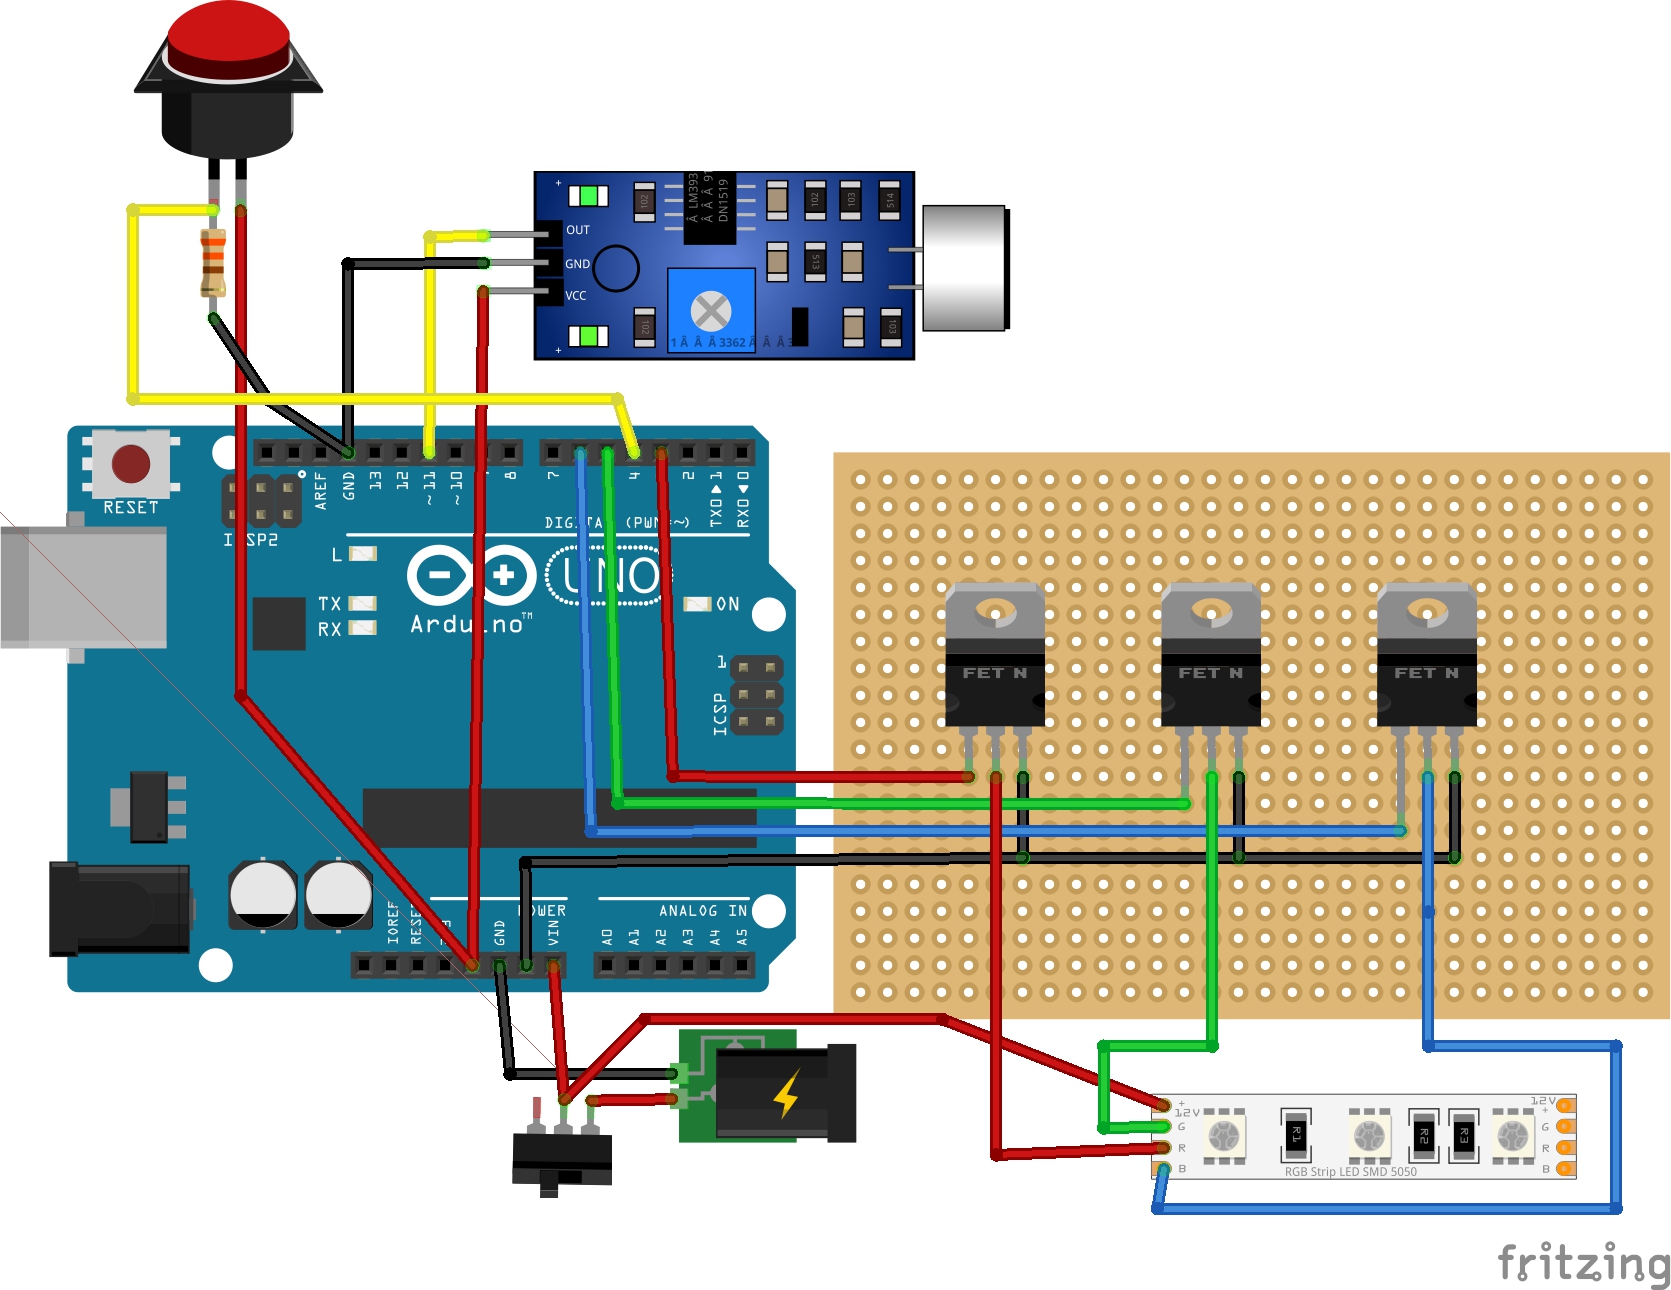 OUT
GND
VCC
+
+
102
LM393
DN1519
102
103
514
513
102
103
3362
RESET
ICSP2
AREF
GND
13
12
~11
~10
8
7
4
2
TX0▶1
RX0◀0
DIGITAL (PWM=~)
L
TX
RX
UNO
Arduino™
ON
1
ICSP
FET N
FET N
FET N
IOREF
RESET
GND
VIN
POWER
ANALOG IN
A0
A1
A2
A3
A4
A5
+
12V
G
R
B
R1
R2
R3
12V
+
G
R
B
RGB Strip LED SMD 5050
fritzing